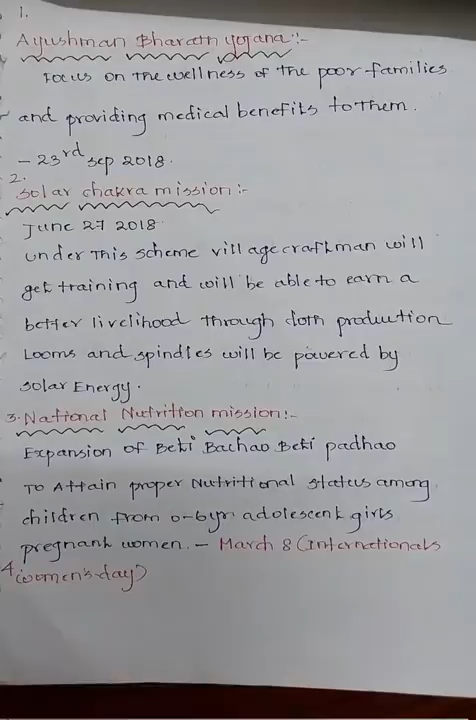 1.
Ayushman Bharath yojana :-
Focus on the wellness of the poor families
and providing medical benefits to them.
- 23rd sep 2018.
2.
Solar chakra mission :-
June 27 2018
under This scheme village craftman will
get training and will be able to earn a
better livelihood through cloth production
Looms and spindles will be powered by
solar Energy.
3. National Nutrition mission :-
Expansion of Beti Bachao Beti padhao
To Attain proper Nutritional status among
children from 0-6yr adolescent girls
pregnant women. - March 8 (Internationals
4. women's day)